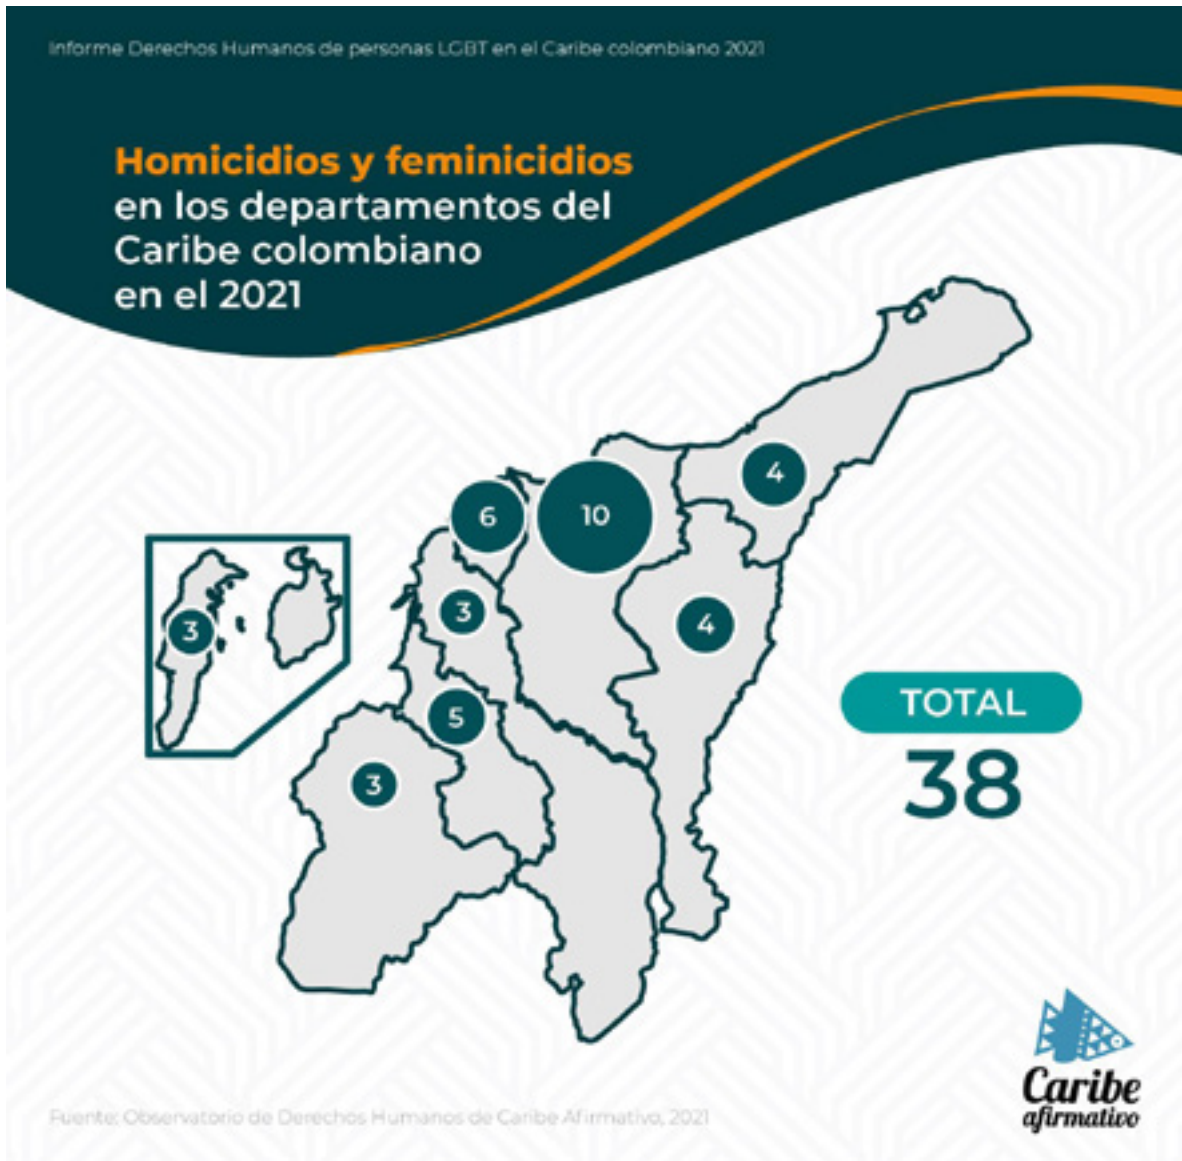 Informe Derechos Humanos de personas LGBT en el Caribe colombiano 2021
Homicidios y feminicidios
en los departamentos del
Caribe colombiano
en el 2021
4
6
10
3
3
4
5
3
TOTAL
38
Caribe
afirmativo
Fuente: Observatorio de Derechos Humanos de Caribe Afirmativo, 2021